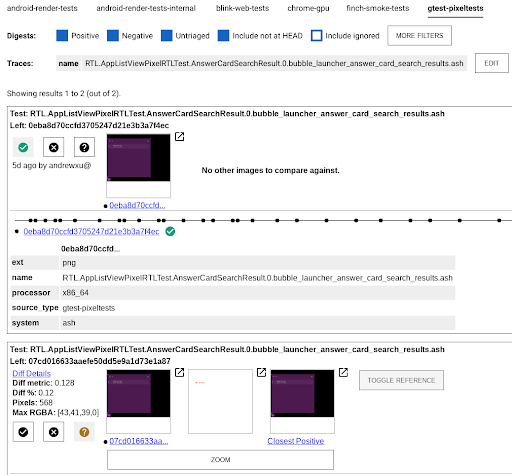 android-render-tests android-render-tests-internal blink-web-tests chrome-gpu finch-smoke-tests gtest-pixeltests
Digests: Positive Negative Untriaged Include not at HEAD Include ignored MORE FILTERS
Traces: name RTL.AppListViewPixelRTLTest.AnswerCardSearchResult.0.bubble_launcher_answer_card_search_results.ash EDIT
Showing results 1 to 2 (out of 2).
Test: RTL.AppListViewPixelRTLTest.AnswerCardSearchResult.0.bubble_launcher_answer_card_search_results.ash
Left: 0eba8d70ccfd3705247d21e3b3a7f4ec
5d ago by andrewxu@
No other images to compare against.
0eba8d70ccfd...
0eba8d70ccfd3705247d21e3b3a7f4ec
0eba8d70ccfd...
ext png
name RTL.AppListViewPixelRTLTest.AnswerCardSearchResult.0.bubble_launcher_answer_card_search_results.ash
processor x86_64
source_type gtest-pixeltests
system ash
Test: RTL.AppListViewPixelRTLTest.AnswerCardSearchResult.0.bubble_launcher_answer_card_search_results.ash
Left: 07cd016633aaefe50dd5e9a1d73e1a87
Diff Details
Diff metric: 0.128
Diff %: 0.12
Pixels: 568
Max RGBA: [43,41,39,0]
TOGGLE REFERENCE
07cd016633aa... Closest Positive
ZOOM